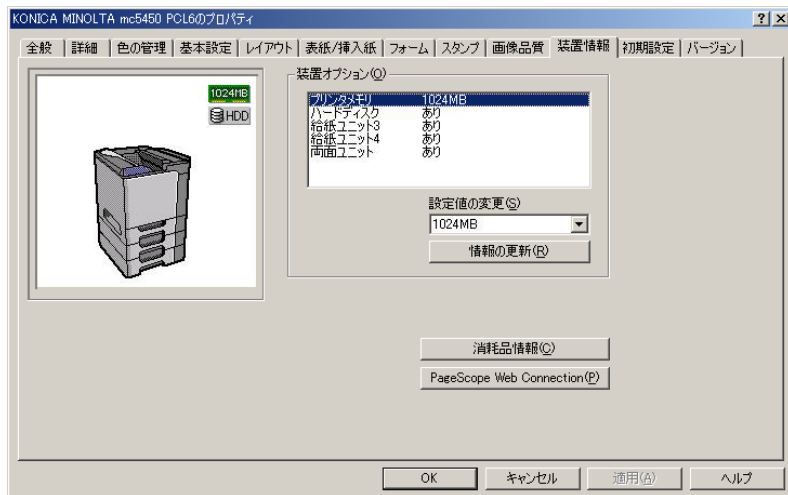 KONICA MINOLTA mc5450 PCL6のプロパティ
全般 詳細 色の管理 基本設定 レイアウト 表紙/挿入紙 フォーム スタンプ 画像品質 装置情報 初期設定 バージョン
1024MB
HDD
装置オプション(O)
プリンタメモリ 1024MB
ハードディスク あり
給紙ユニット3 あり
給紙ユニット4 あり
両面ユニット あり
設定値の変更(S)
1024MB
情報の更新(R)
消耗品情報(C)
PageScope Web Connection(P)
OK キャンセル 適用(A) ヘルプ